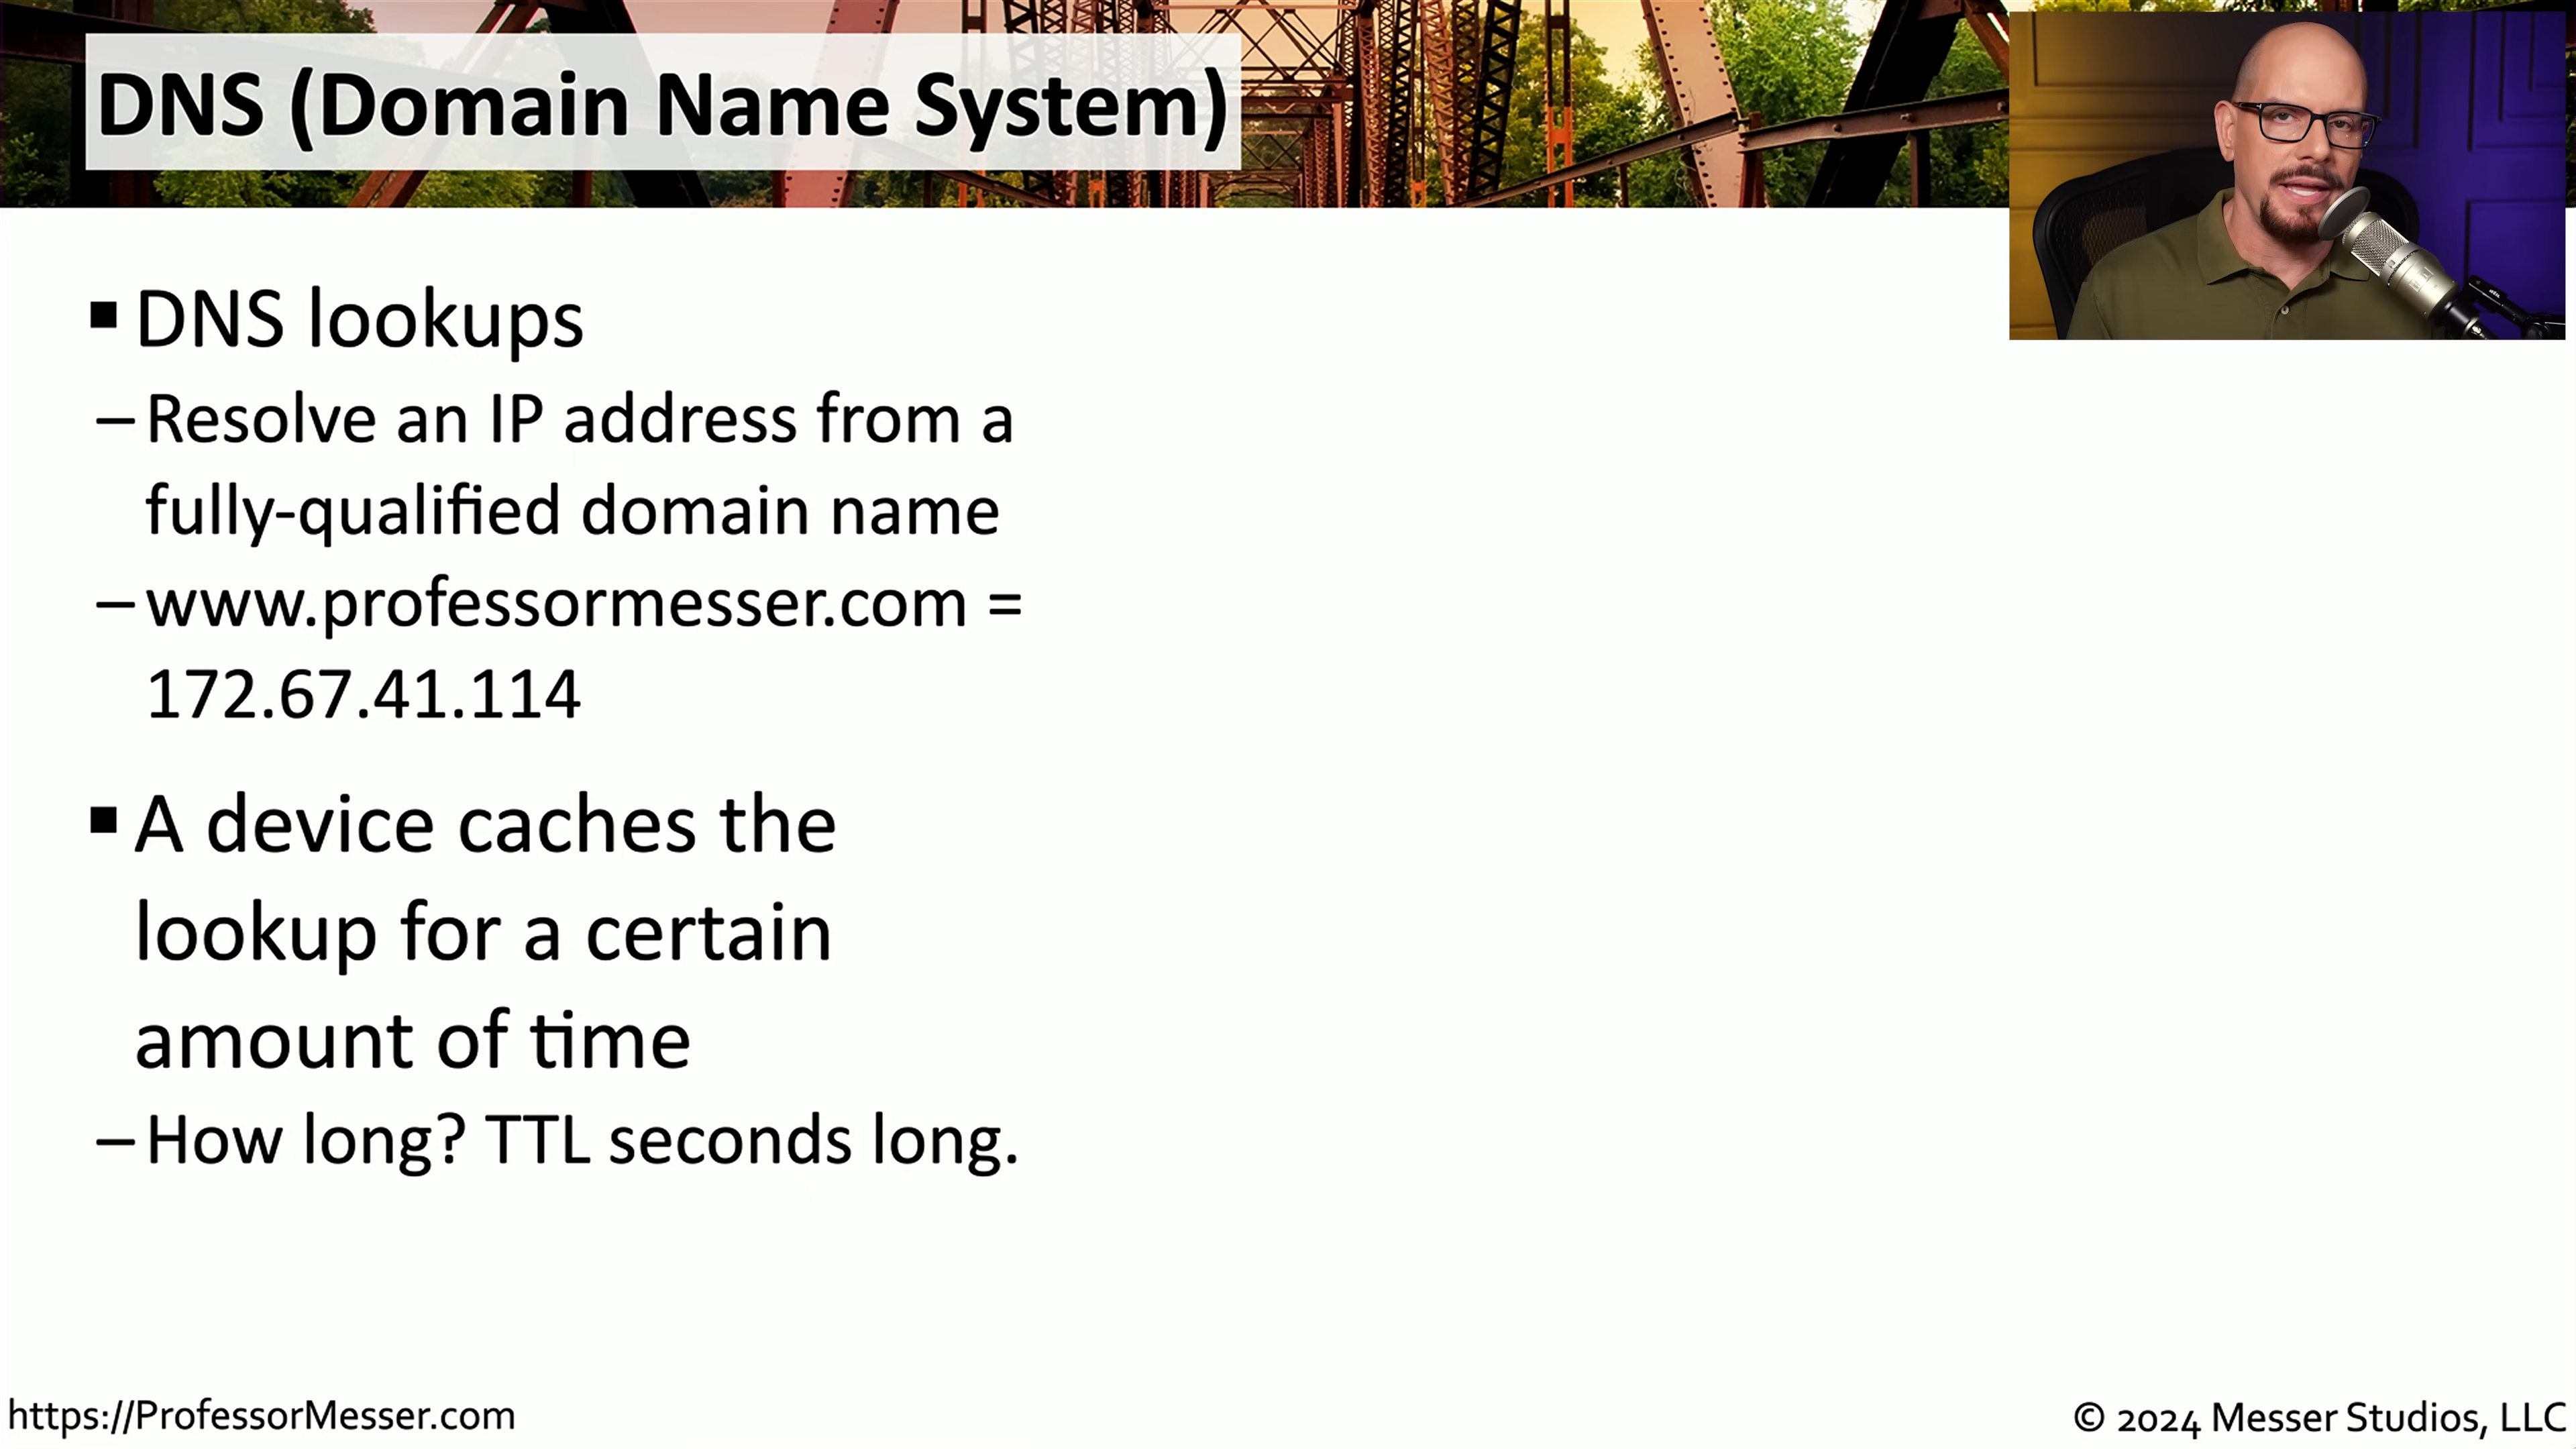 DNS (Domain Name System)
▪ DNS lookups
– Resolve an IP address from a
fully-qualified domain name
– www.professormesser.com =
172.67.41.114
▪ A device caches the
lookup for a certain
amount of time
– How long? TTL seconds long.
https://ProfessorMesser.com
© 2024 Messer Studios, LLC